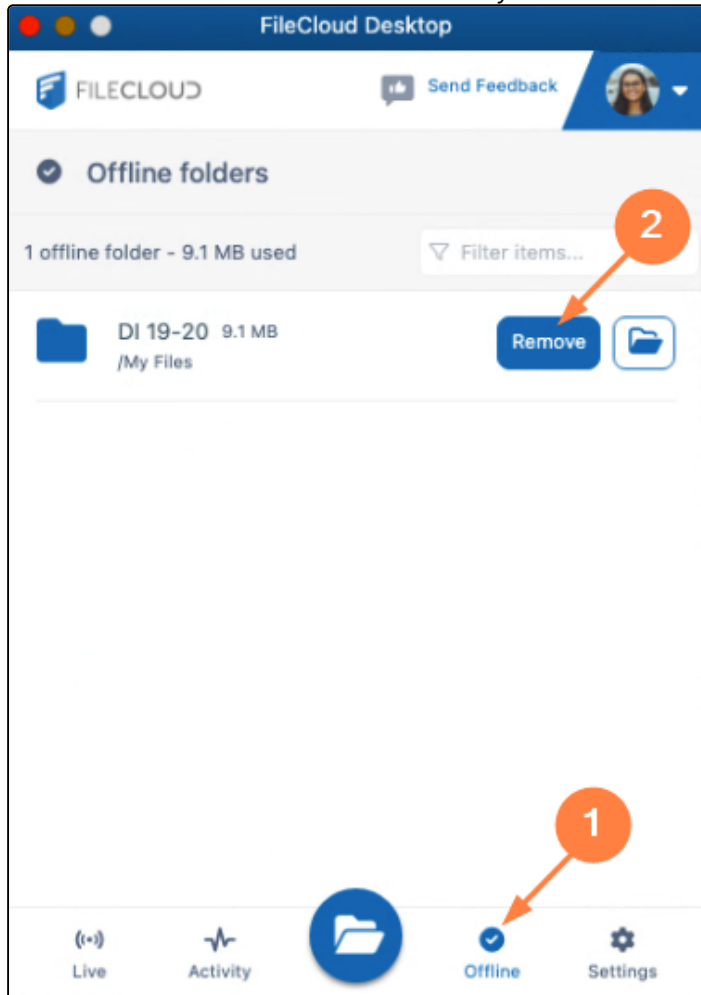 FileCloud Desktop
FILECLOUD
Send Feedback
Offline folders
1 offline folder - 9.1 MB used
Filter items...
2
DI 19-20 9.1 MB
/My Files
Remove
1
Live
Activity
Offline
Settings